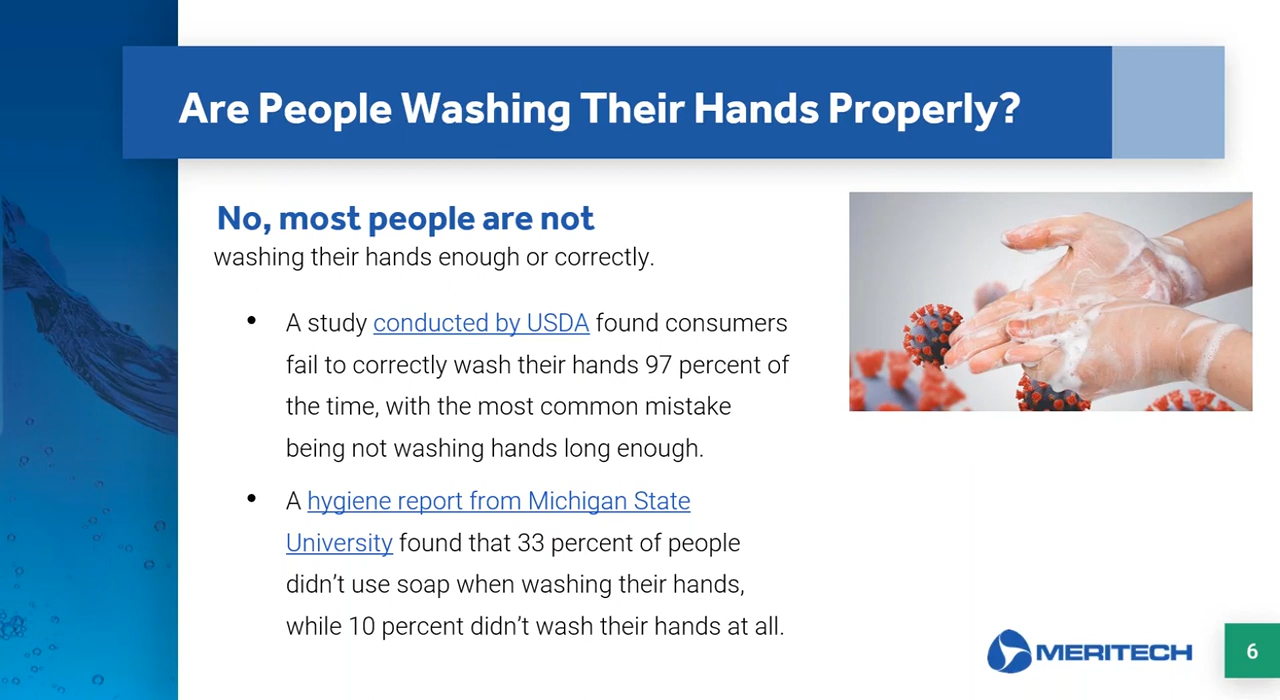 Are People Washing Their Hands Properly?
No, most people are not
washing their hands enough or correctly.
• A study conducted by USDA found consumers
fail to correctly wash their hands 97 percent of
the time, with the most common mistake
being not washing hands long enough.
• A hygiene report from Michigan State
University found that 33 percent of people
didn’t use soap when washing their hands,
while 10 percent didn’t wash their hands at all.
MERITECH
6